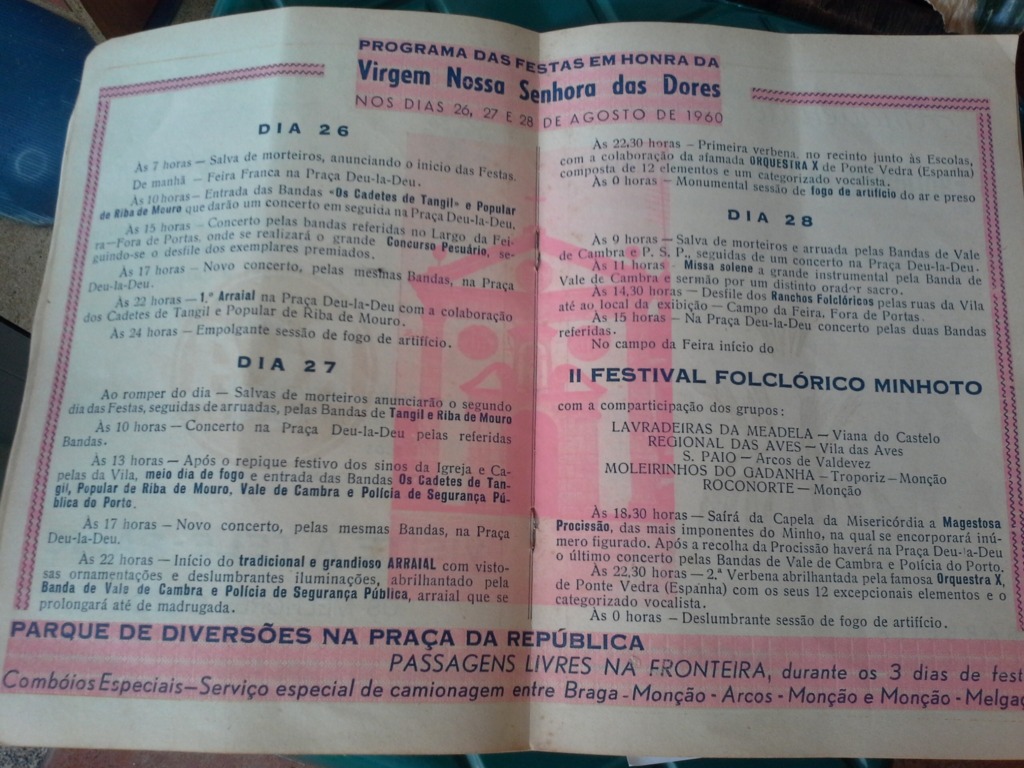 PROGRAMA DAS FESTAS EM HONRA DA
Virgem Nossa Senhora das Dores
NOS DIAS 26, 27 E 28 DE AGOSTO DE 1960
DIA 26
Às 7 horas — Salva de morteiros, anunciando o início das Festas.
De manhã — Feira Franca na Praça Deu-la-Deu.
Às 10 horas — Entrada das Bandas «Os Cadetes de Tangil» e Popular
de Riba de Mouro que darão um concerto em seguida na Praça Deu-la-Deu.
Às 15 horas — Concerto pelas bandas referidas no Largo da Fei-
ra—Fora de Portas, onde se realizará o grande Concurso Pecuário, se-
guindo-se o desfile dos exemplares premiados.
Às 17 horas — Novo concerto, pelas mesmas Bandas, na Praça
Deu-la-Deu.
Às 22 horas — 1.º Arraial na Praça Deu-la-Deu com a colaboração
dos Cadetes de Tangil e Popular de Riba de Mouro.
Às 24 horas — Empolgante sessão de fogo de artifício.
DIA 27
Ao romper do dia — Salvas de morteiros anunciarão o segundo
dia das Festas, seguidas de arruadas, pelas Bandas de Tangil e Riba de Mouro
Às 10 horas — Concerto na Praça Deu-la-Deu pelas referidas
Bandas.
Às 13 horas — Após o repique festivo dos sinos da Igreja e Ca-
pelas da Vila, meio dia de fogo e entrada das Bandas Os Cadetes de Tan-
gil, Popular de Riba de Mouro, Vale de Cambra e Polícia de Segurança Pú-
blica do Porto.
Às 17 horas — Novo concerto, pelas mesmas Bandas, na Praça
Deu-la-Deu.
Às 22 horas — Início do tradicional e grandioso ARRAIAL com visto-
sas ornamentações e deslumbrantes iluminações, abrilhantado pela
Banda de Vale de Cambra e Polícia de Segurança Pública, arraial que se
prolongará até de madrugada.
Às 22,30 horas — Primeira verbena, no recinto junto às Escolas,
com a colaboração da afamada ORQUESTRA X de Ponte Vedra (Espanha)
composta de 12 elementos e um categorizado vocalista.
Às 0 horas — Monumental sessão de fogo de artifício do ar e preso
DIA 28
Às 9 horas — Salva de morteiros e arruada pelas Bandas de Vale
de Cambra e P. S. P., seguidas de um concerto na Praça Deu-la-Deu.
Às 11 horas - Missa solene a grande instrumental pela Banda de
Vale de Cambra e sermão por um distinto orador sacro.
Às 14,30 horas — Desfile dos Ranchos Folclóricos pelas ruas da Vila
até ao local da exibição — Campo da Feira, Fora de Portas.
Às 15 horas — Na Praça Deu-la-Deu concerto pelas duas Bandas
referidas.
No campo da Feira início do
II FESTIVAL FOLCLÓRICO MINHOTO
com a comparticipação dos grupos:
LAVRADEIRAS DA MEADELA — Viana do Castelo
REGIONAL DAS AVES — Vila das Aves
S. PAIO — Arcos de Valdevez
MOLEIRINHOS DO GADANHA — Troporiz — Monção
ROCONORTE — Monção
Às 18,30 horas — Saírá da Capela da Misericórdia a Magestosa
Procissão, das mais imponentes do Minho, na qual se encorporará inú-
mero figurado. Após a recolha da Procissão haverá na Praça Deu-la-Deu
o último concerto pelas Bandas de Vale de Cambra e Polícia do Porto.
Às 22,30 horas — 2.ª Verbena abrilhantada pela famosa Orquestra X,
de Ponte Vedra (Espanha) com os seus 12 excepcionais elementos e o
categorizado vocalista.
Às 0 horas — Deslumbrante sessão de fogo de artifício.
PARQUE DE DIVERSÕES NA PRAÇA DA REPÚBLICA
PASSAGENS LIVRES NA FRONTEIRA, durante os 3 dias de fest
Combóios Especiais—Serviço especial de camionagem entre Braga - Monção - Arcos - Monção e Monção - Melgaç